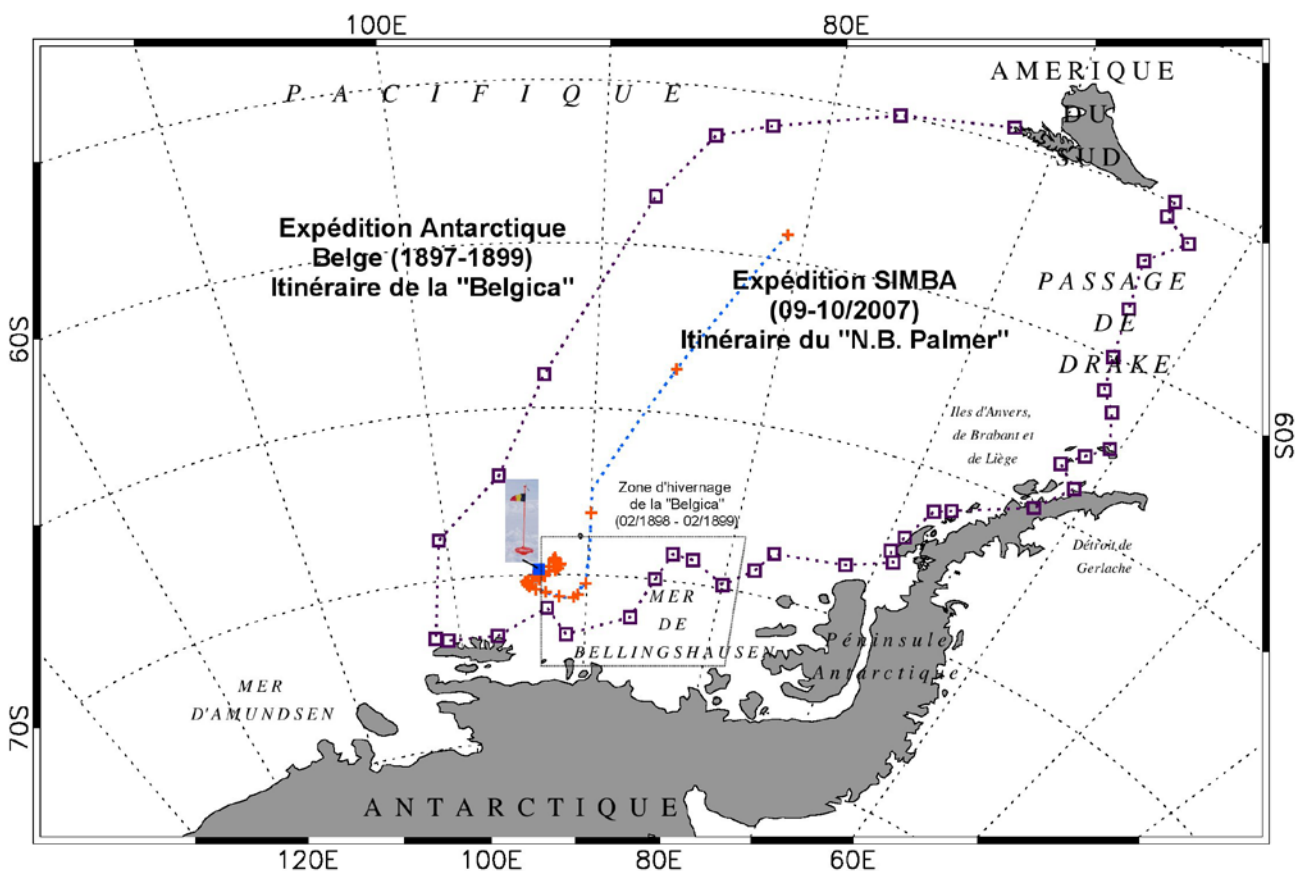 100E
80E
PACIFIQUE
AMERIQUE
DU
SUD
Expédition Antarctique
Belge (1897-1899)
Itinéraire de la "Belgica"
Expédition SIMBA
(09-10/2007)
Itinéraire du "N.B. Palmer"
PASSAGE
DE
DRAKE
60S
60S
Iles d'Anvers,
de Brabant et
de Liège
Zone d'hivernage
de la "Belgica"
(02/1898 - 02/1899)
Détroit de
Gerlache
MER
DE
BELLINGSHAUSEN
Péninsule
Antarctique
MER
D'AMUNDSEN
70S
ANTARCTIQUE
120E
100E
80E
60E